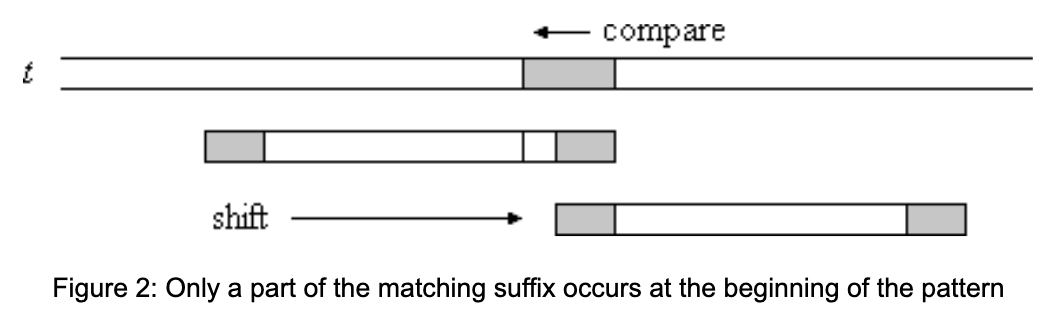 compare
t
shift
Figure 2: Only a part of the matching suffix occurs at the beginning of the pattern